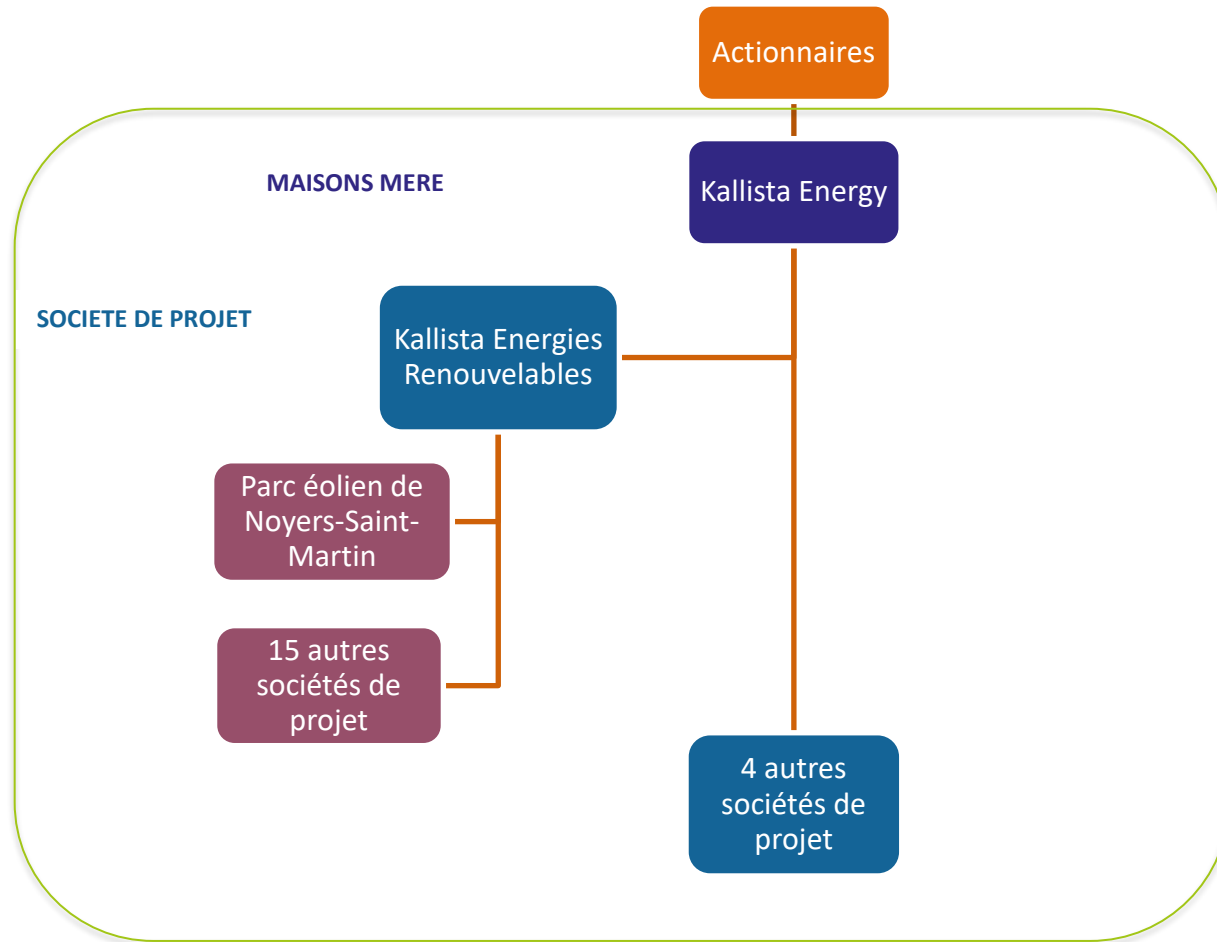 Actionnaires
MAISONS MERE
Kallista Energy
SOCIETE DE PROJET
Kallista Energies
Renouvelables
Parc éolien de
Noyers-Saint-
Martin
15 autres
sociétés de
projet
4 autres
sociétés de
projet